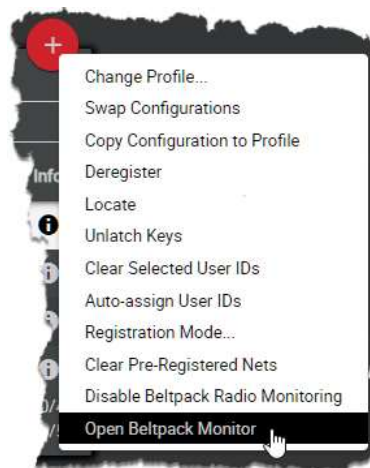 +
Change Profile...
Swap Configurations
Copy Configuration to Profile
Info
Deregister
Locate
Unlatch Keys
Clear Selected User IDs
Auto-assign User IDs
Registration Mode...
Clear Pre-Registered Nets
Disable Beltpack Radio Monitoring
Open Beltpack Monitor